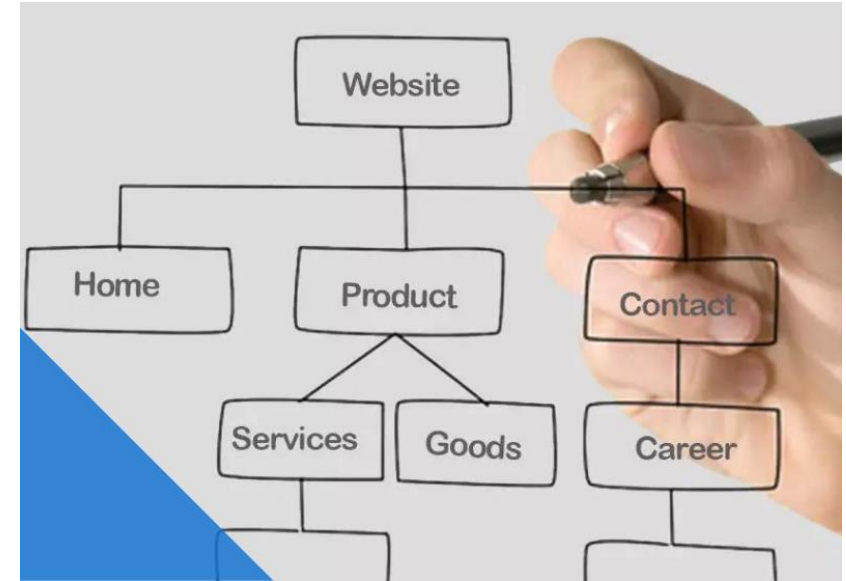 Website
Home
Product
Contact
Services
Goods
Career